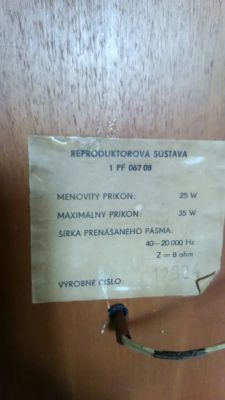 REPRODUKTOROVÁ SÚSTAVA
1 PF 067 08
MENOVITÝ PRÍKON: 25 W
MAXIMÁLNY PRÍKON: 35 W
ŠÍRKA PRENÁŠANÉHO PÁSMA:
40—20 000 Hz
Z = 8 ohm
VÝROBNÉ ČÍSLO: